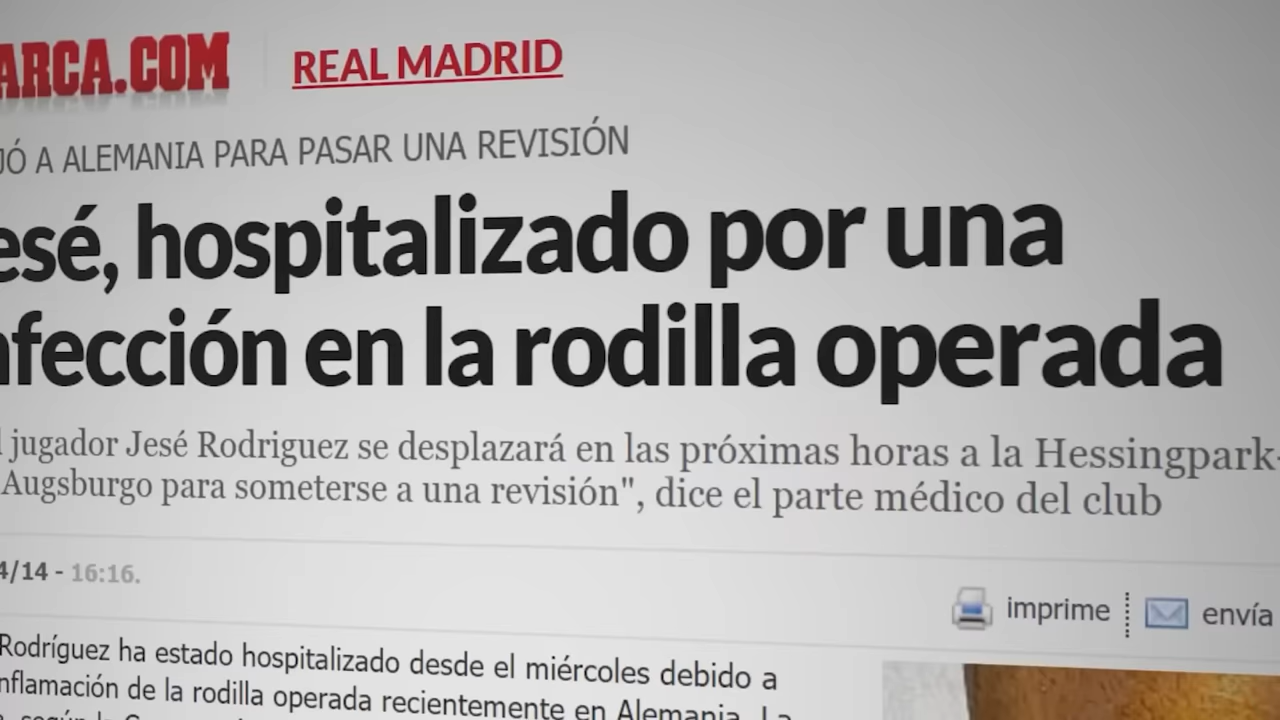 ARCA.COM REAL MADRID
JÓ A ALEMANIA PARA PASAR UNA REVISIÓN
esé, hospitalizado por una
nfección en la rodilla operada
jugador Jesé Rodriguez se desplazará en las próximas horas a la Hessingpark-
Augsburgo para someterse a una revisión", dice el parte médico del club
4/14 - 16:16.
imprime envía
Rodríguez ha estado hospitalizado desde el miércoles debido a
nflamación de la rodilla operada recientemente en Alemania. La